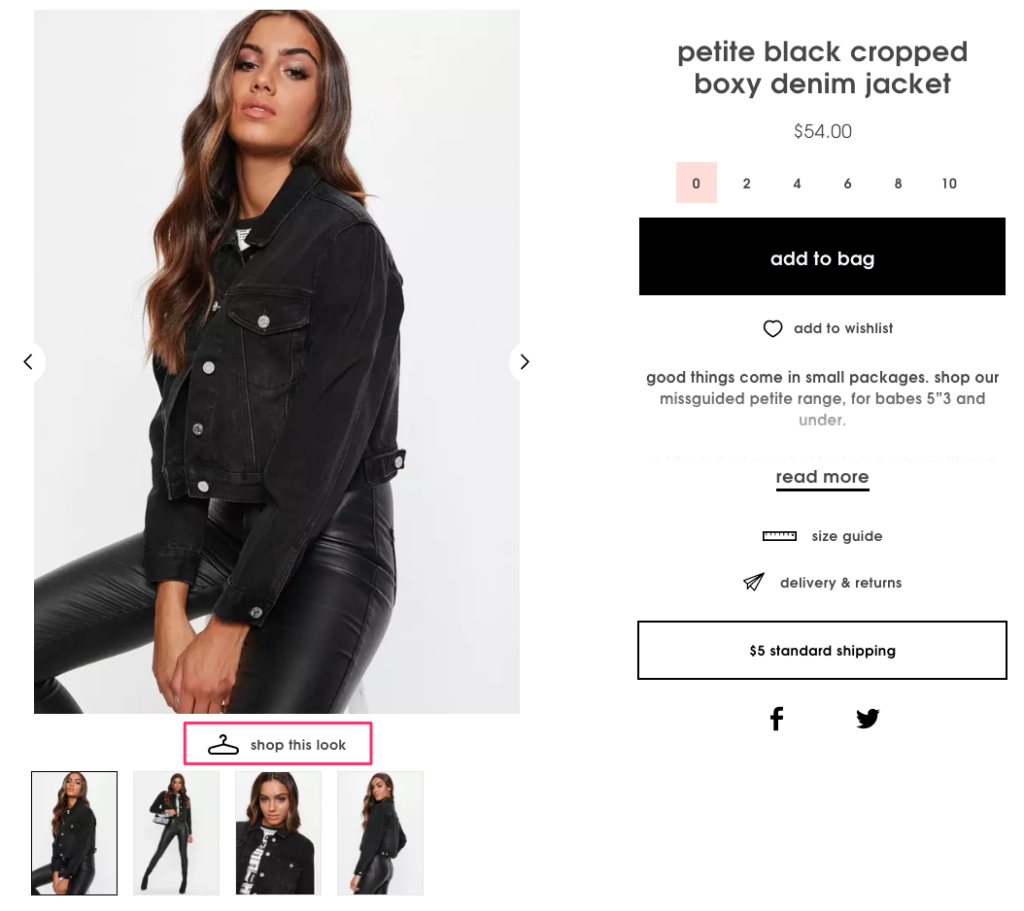 petite black cropped
boxy denim jacket
$54.00
0 2 4 6 8 10
add to bag
add to wishlist
good things come in small packages. shop our
missguided petite range, for babes 5”3 and
under.
read more
size guide
delivery & returns
$5 standard shipping
shop this look